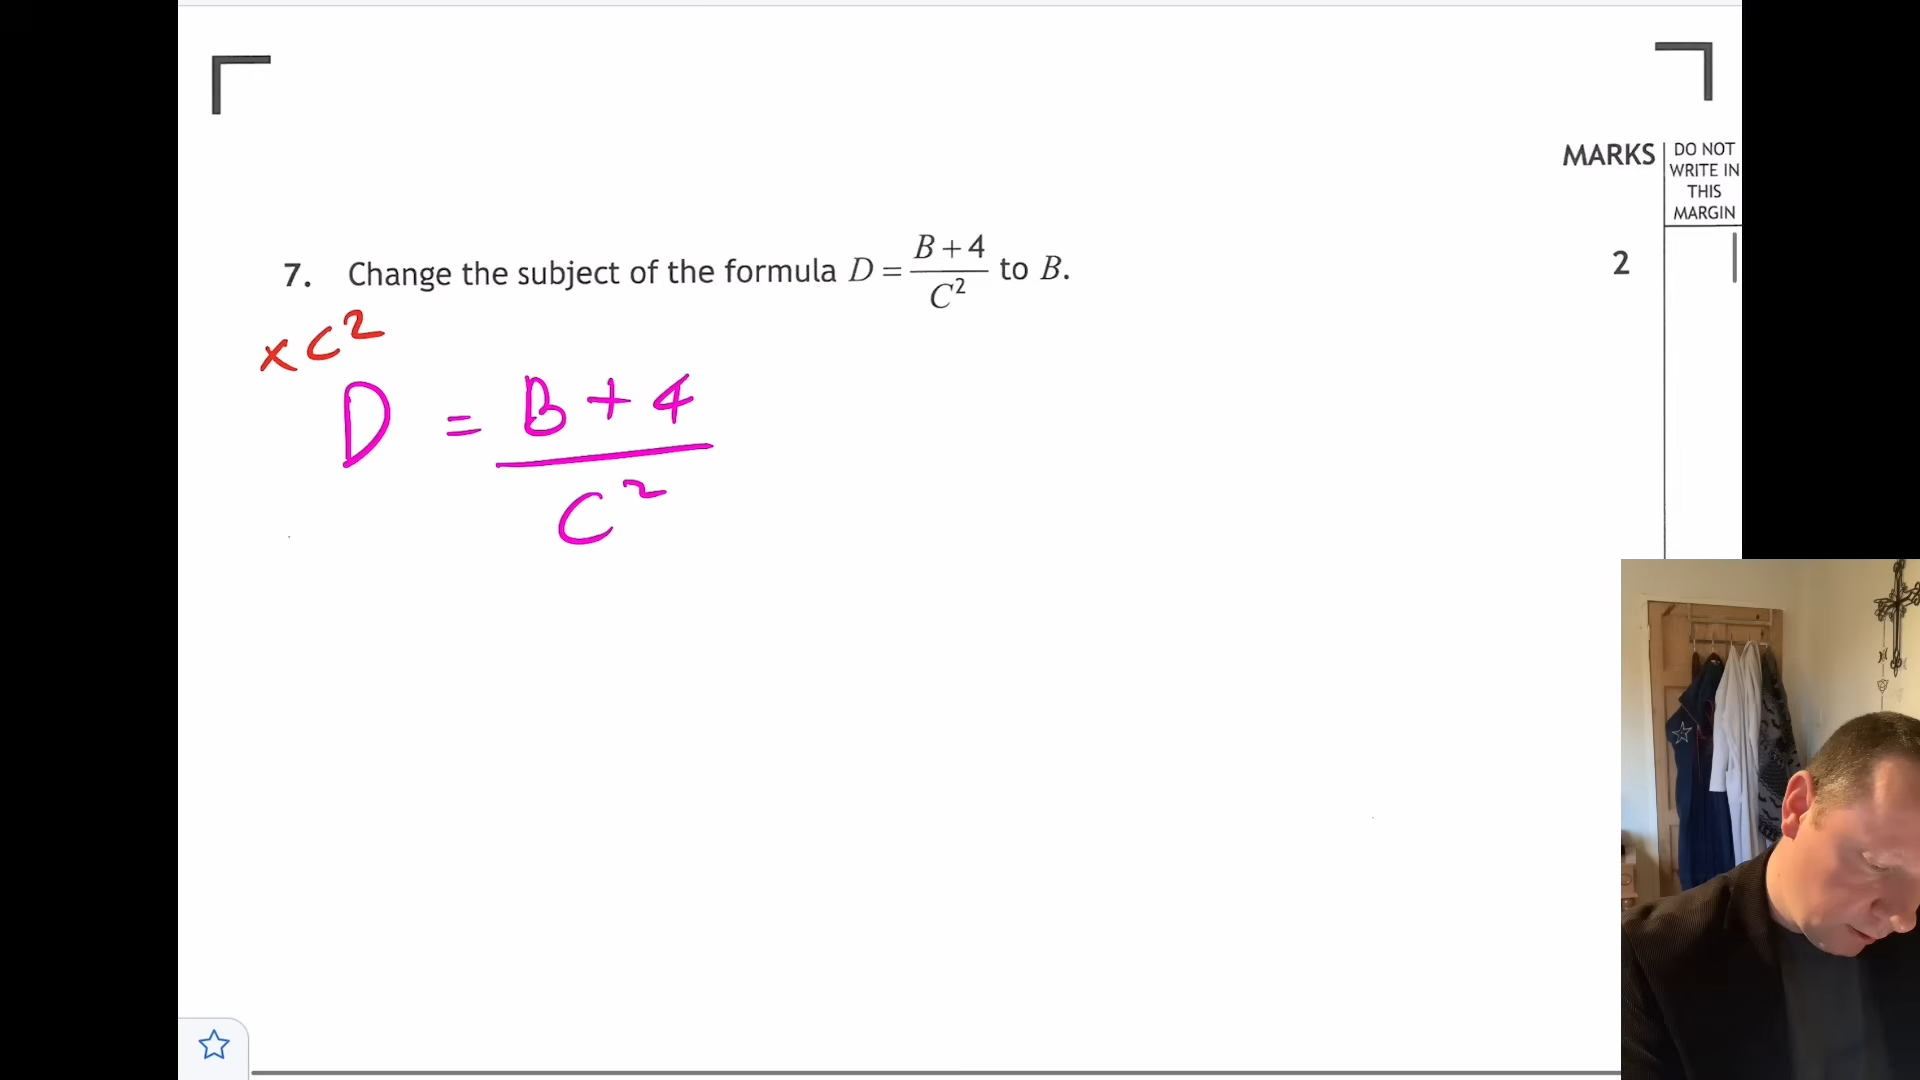 MARKS
DO NOT
WRITE IN
THIS
MARGIN
7. Change the subject of the formula D = (B + 4)/C² to B.
2
× C²
D = (B + 4)/C²